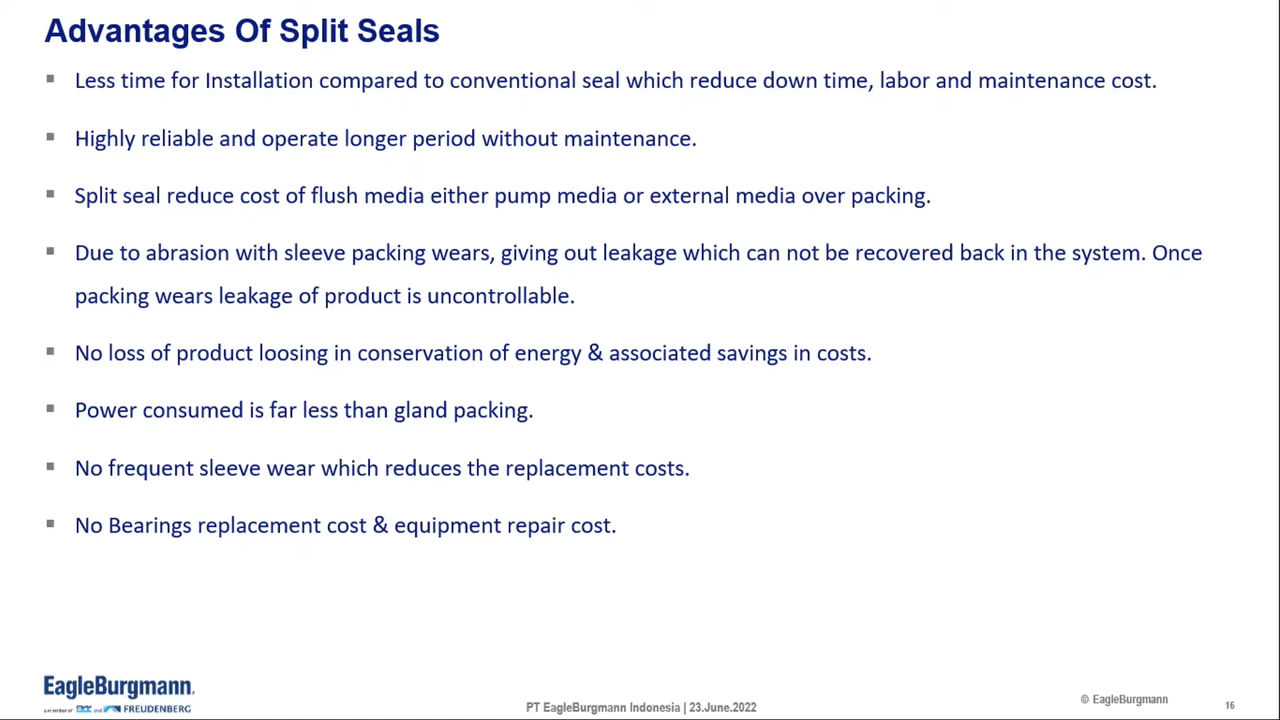 Advantages Of Split Seals
Less time for Installation compared to conventional seal which reduce down time, labor and maintenance cost.
Highly reliable and operate longer period without maintenance.
Split seal reduce cost of flush media either pump media or external media over packing.
Due to abrasion with sleeve packing wears, giving out leakage which can not be recovered back in the system. Once
packing wears leakage of product is uncontrollable.
No loss of product loosing in conservation of energy & associated savings in costs.
Power consumed is far less than gland packing.
No frequent sleeve wear which reduces the replacement costs.
No Bearings replacement cost & equipment repair cost.
EagleBurgmann.
a member of EKK and FREUDENBERG
PT EagleBurgmann Indonesia | 23.June.2022
© EagleBurgmann
16